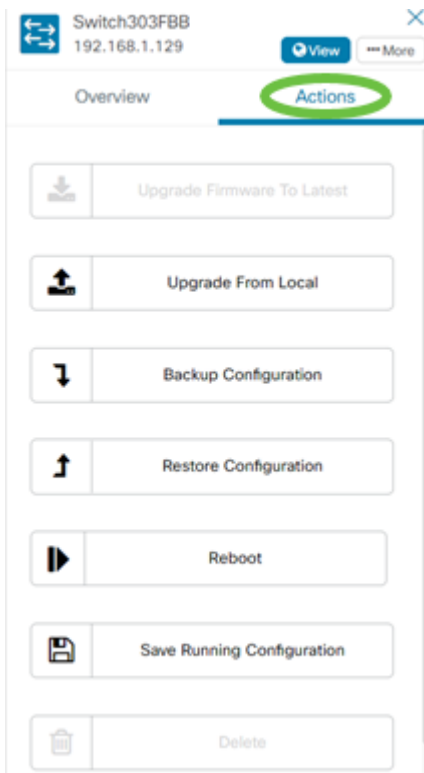 Switch303FBB
192.168.1.129
View
More
Overview
Actions
Upgrade Firmware To Latest
Upgrade From Local
Backup Configuration
Restore Configuration
Reboot
Save Running Configuration
Delete